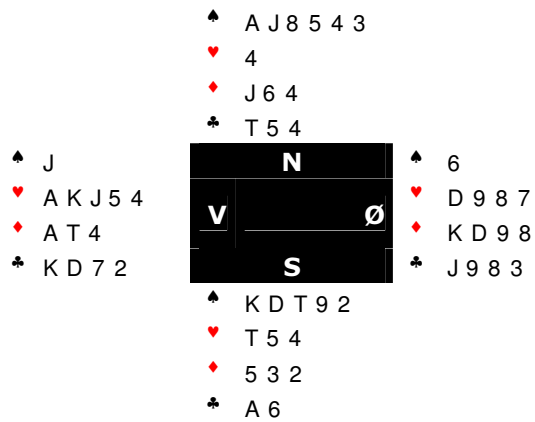 ♠ A J 8 5 4 3
♥ 4
♦ J 6 4
♣ T 5 4
♠ J
♥ A K J 5 4
♦ A T 4
♣ K D 7 2
N
V Ø
S
♠ 6
♥ D 9 8 7
♦ K D 9 8
♣ J 9 8 3
♠ K D T 9 2
♥ T 5 4
♦ 5 3 2
♣ A 6